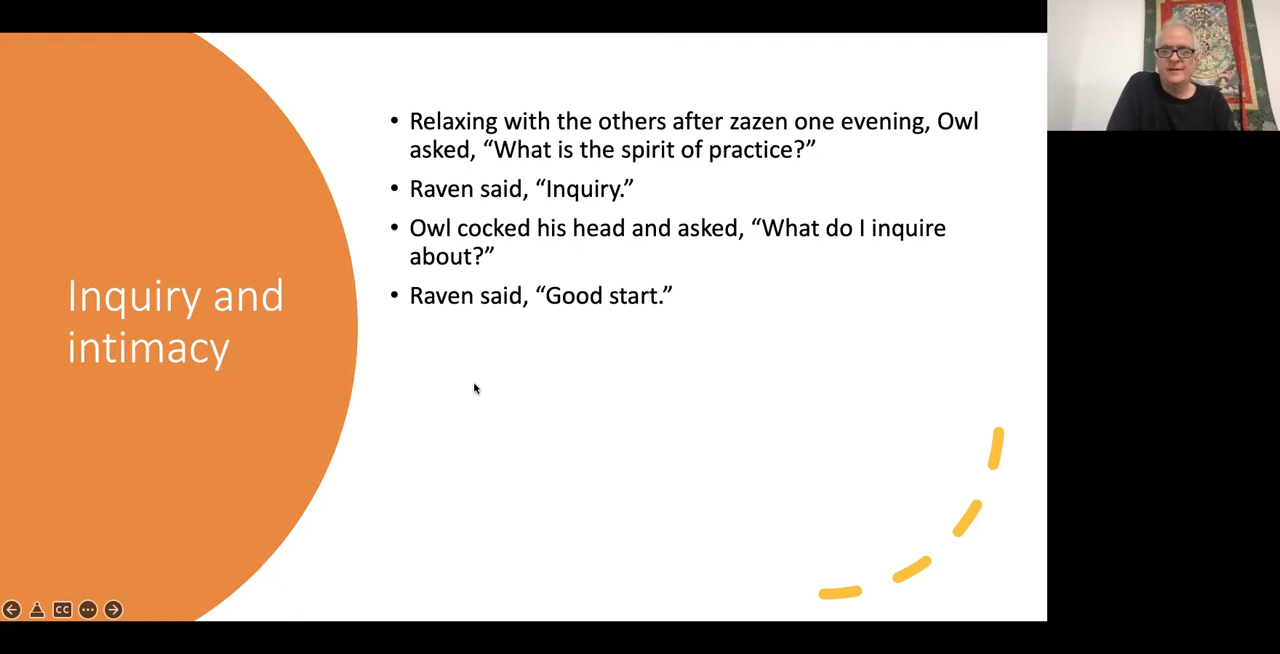 Inquiry and
intimacy
• Relaxing with the others after zazen one evening, Owl
asked, “What is the spirit of practice?”
• Raven said, “Inquiry.”
• Owl cocked his head and asked, “What do I inquire
about?”
• Raven said, “Good start.”
CC